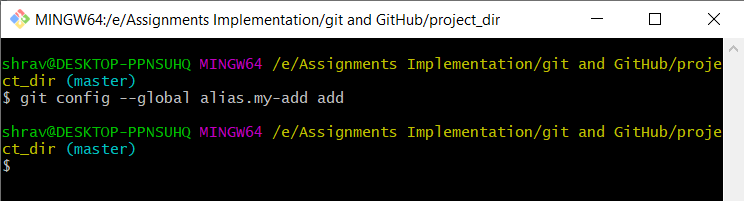 MINGW64:/e/Assignments Implementation/git and GitHub/project_dir
shrav@DESKTOP-PPNSUHQ MINGW64 /e/Assignments Implementation/git and GitHub/proje
ct_dir (master)
$ git config --global alias.my-add add
shrav@DESKTOP-PPNSUHQ MINGW64 /e/Assignments Implementation/git and GitHub/proje
ct_dir (master)
$